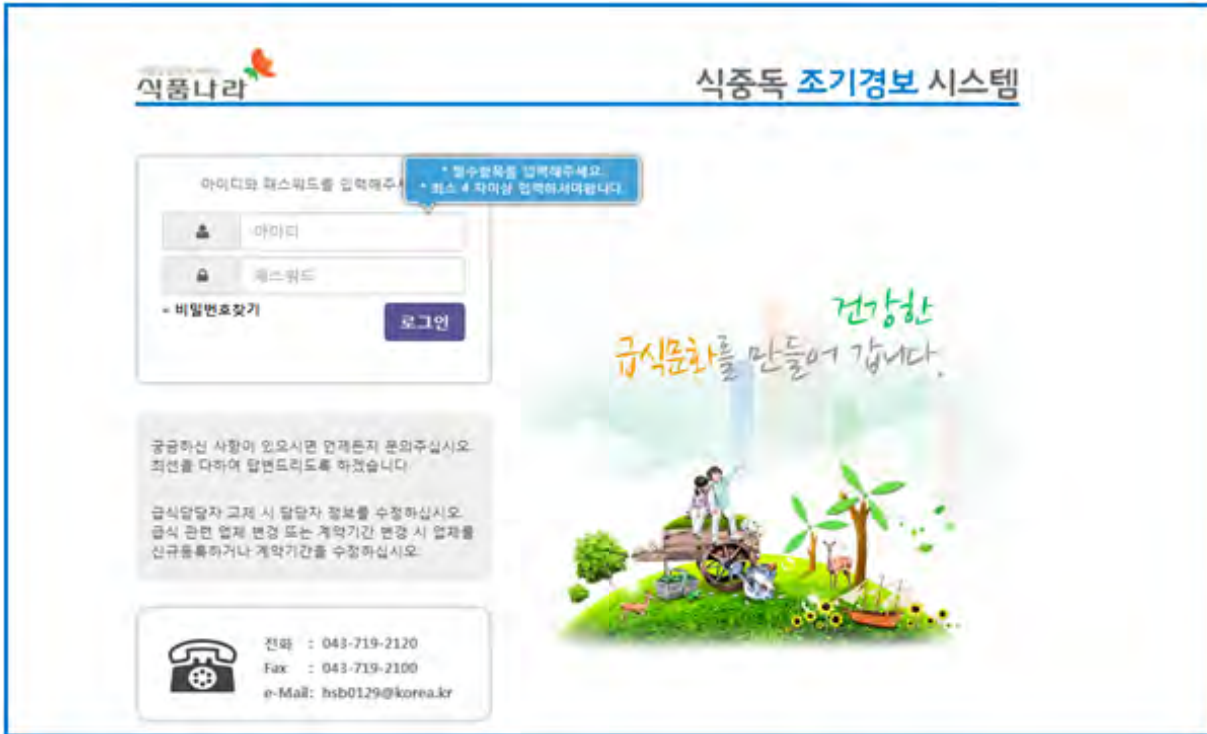 식품나라
식중독 조기경보 시스템
아이디와 패스워드를 입력해주세
* 필수항목을 입력해주세요.
* 최소 4 자이상 입력하셔야합니다.
아이디
패스워드
비밀번호찾기
로그인
건강한
급식문화를 만들어 갑니다.
궁금하신 사항이 있으시면 언제든지 문의주십시오.
최선을 다하여 답변드리도록 하겠습니다
급식담당자 교체 시 담당자 정보를 수정하십시오.
급식 관련 업체 변경 또는 계약기간 변경 시 업체를
신규등록하거나 계약기간을 수정하십시오.
전화 : 043-719-2120
Fax : 043-719-2100
e-Mail: hsb0129@korea.kr